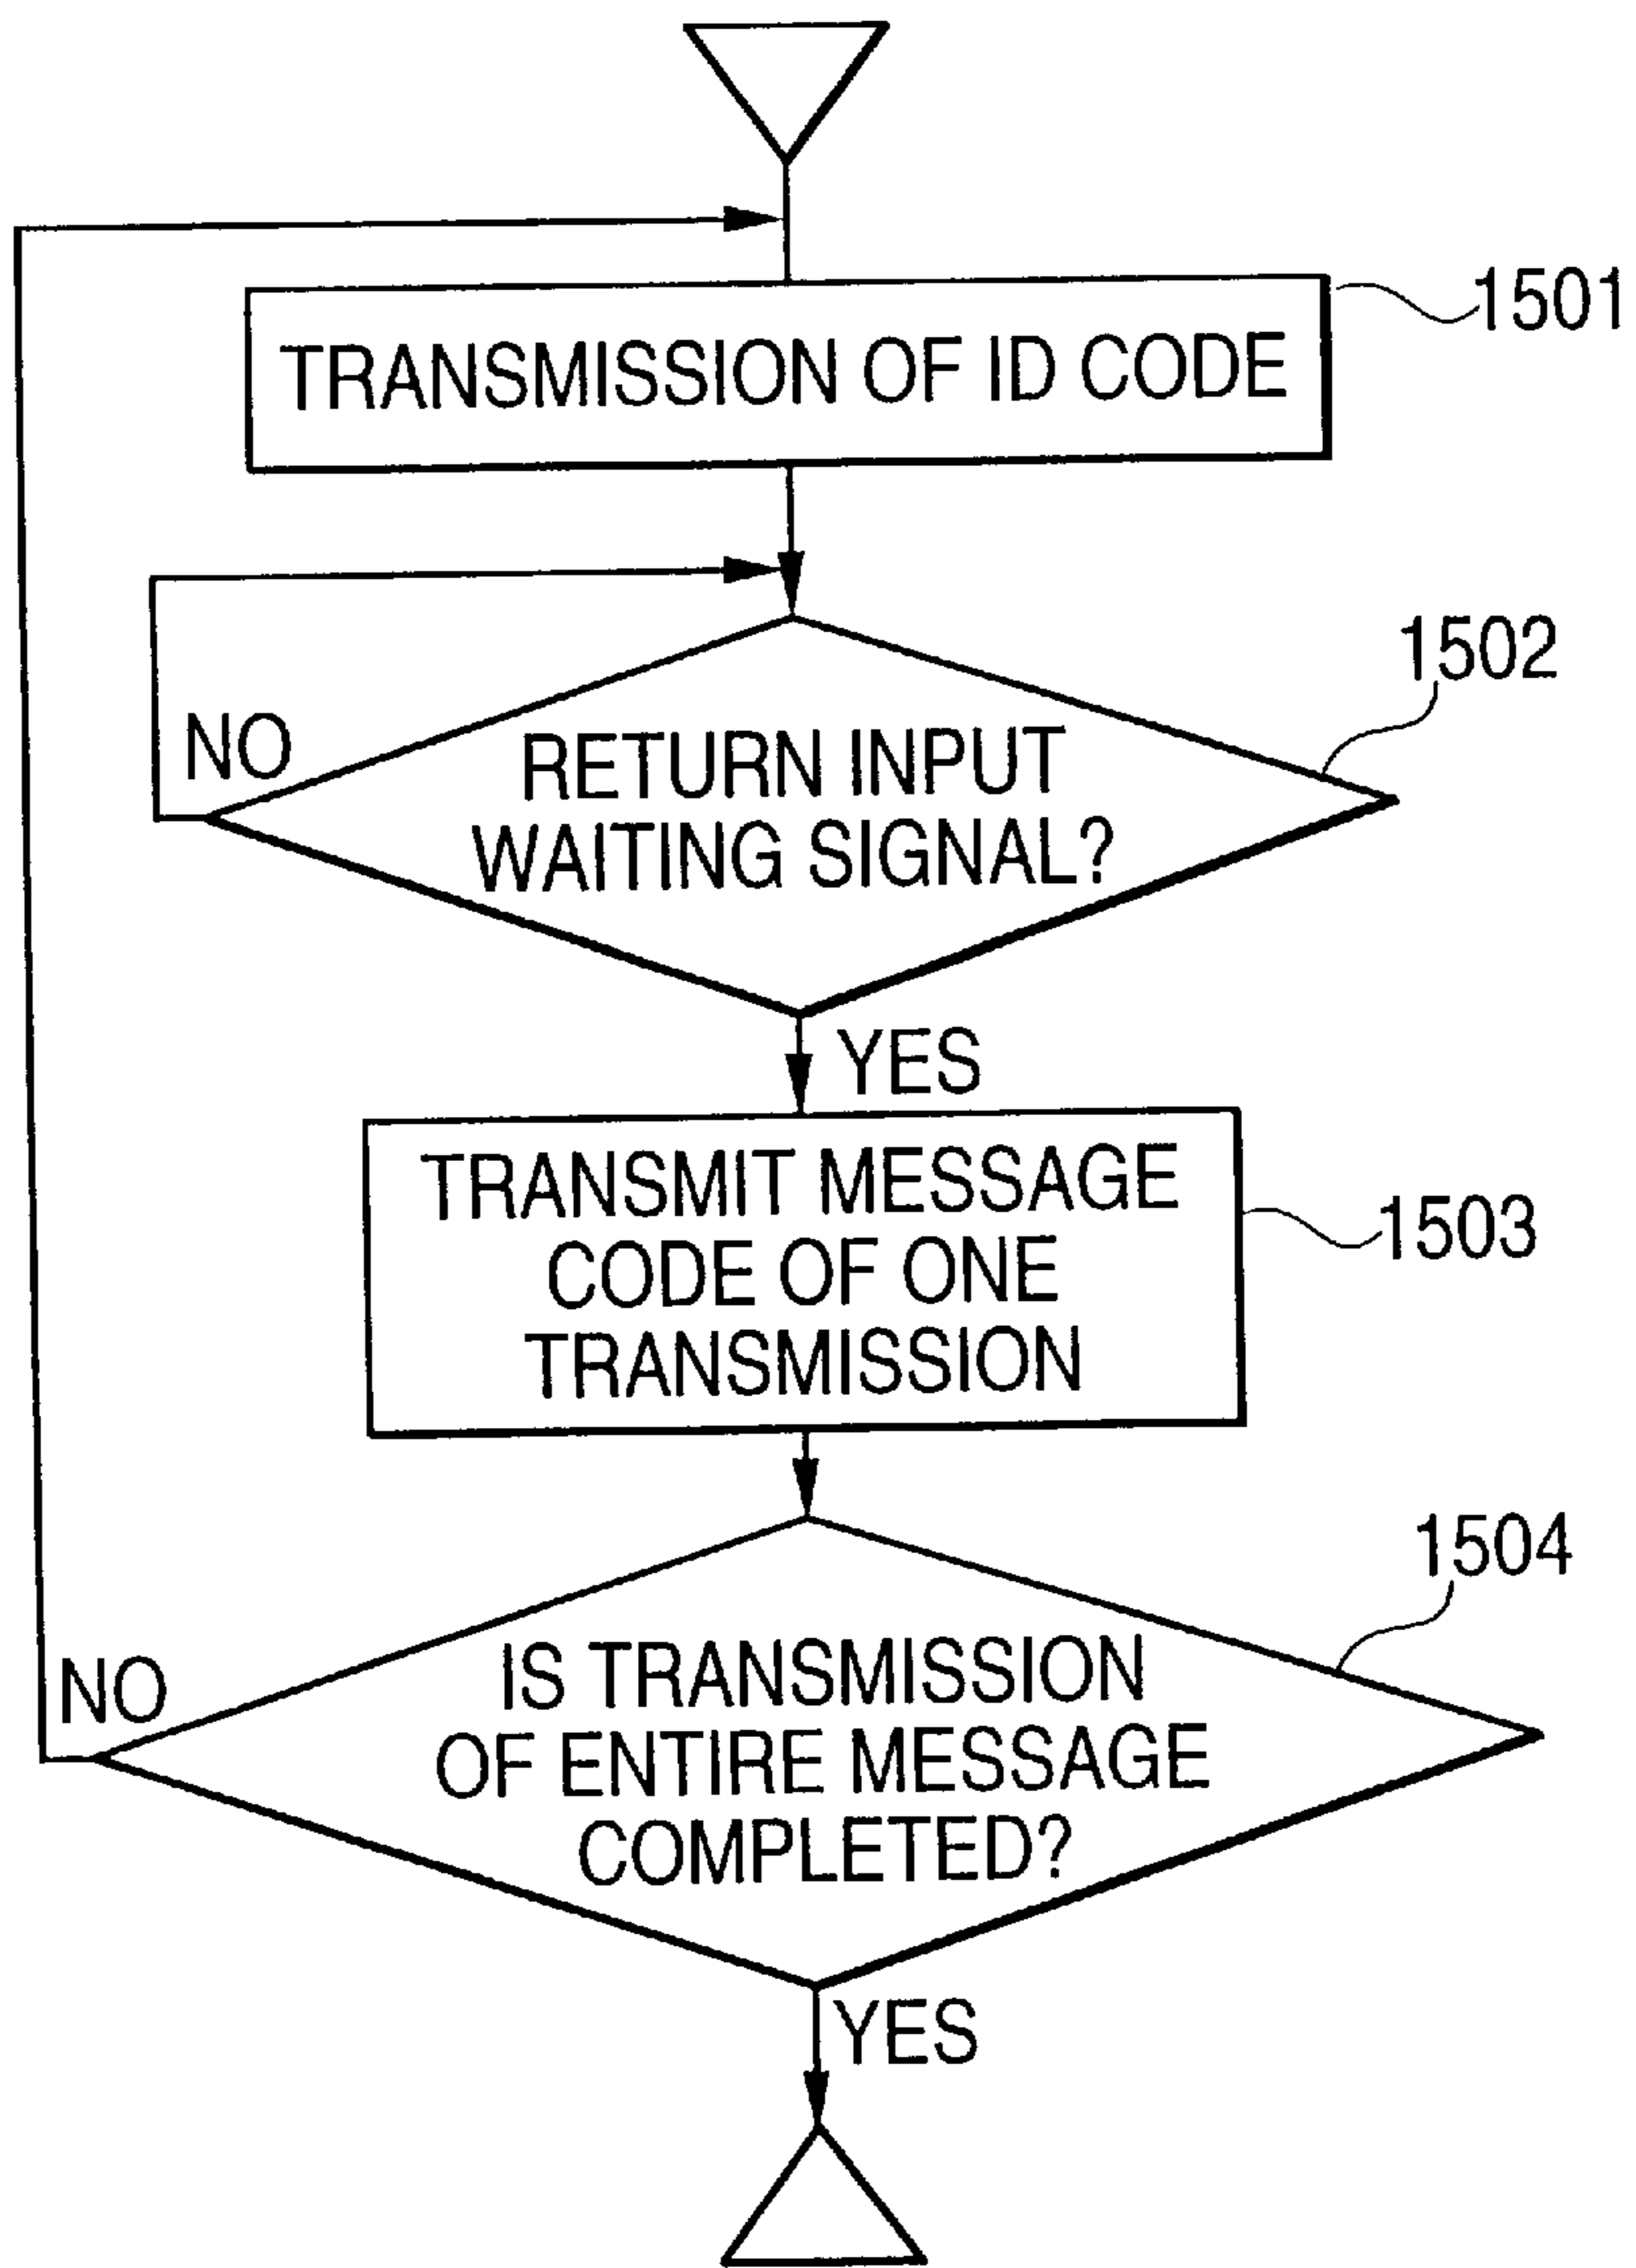 1501
TRANSMISSION OF ID CODE
1502
NO
RETURN INPUT
WAITING SIGNAL?
YES
TRANSMIT MESSAGE
CODE OF ONE
TRANSMISSION
1503
1504
NO
IS TRANSMISSION
OF ENTIRE MESSAGE
COMPLETED?
YES